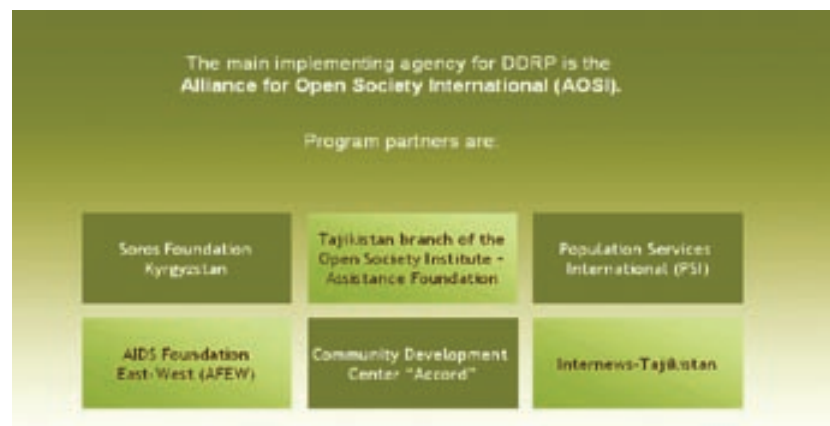 The main implementing agency for DDRP is the
Alliance for Open Society International (AOSI).
Program partners are:
Soros Foundation
Kyrgyzstan
Tajikistan branch of the
Open Society Institute –
Assistance Foundation
Population Services
International (PSI)
AIDS Foundation
East-West (AFEW)
Community Development
Center "Accord"
Internews-Tajikistan